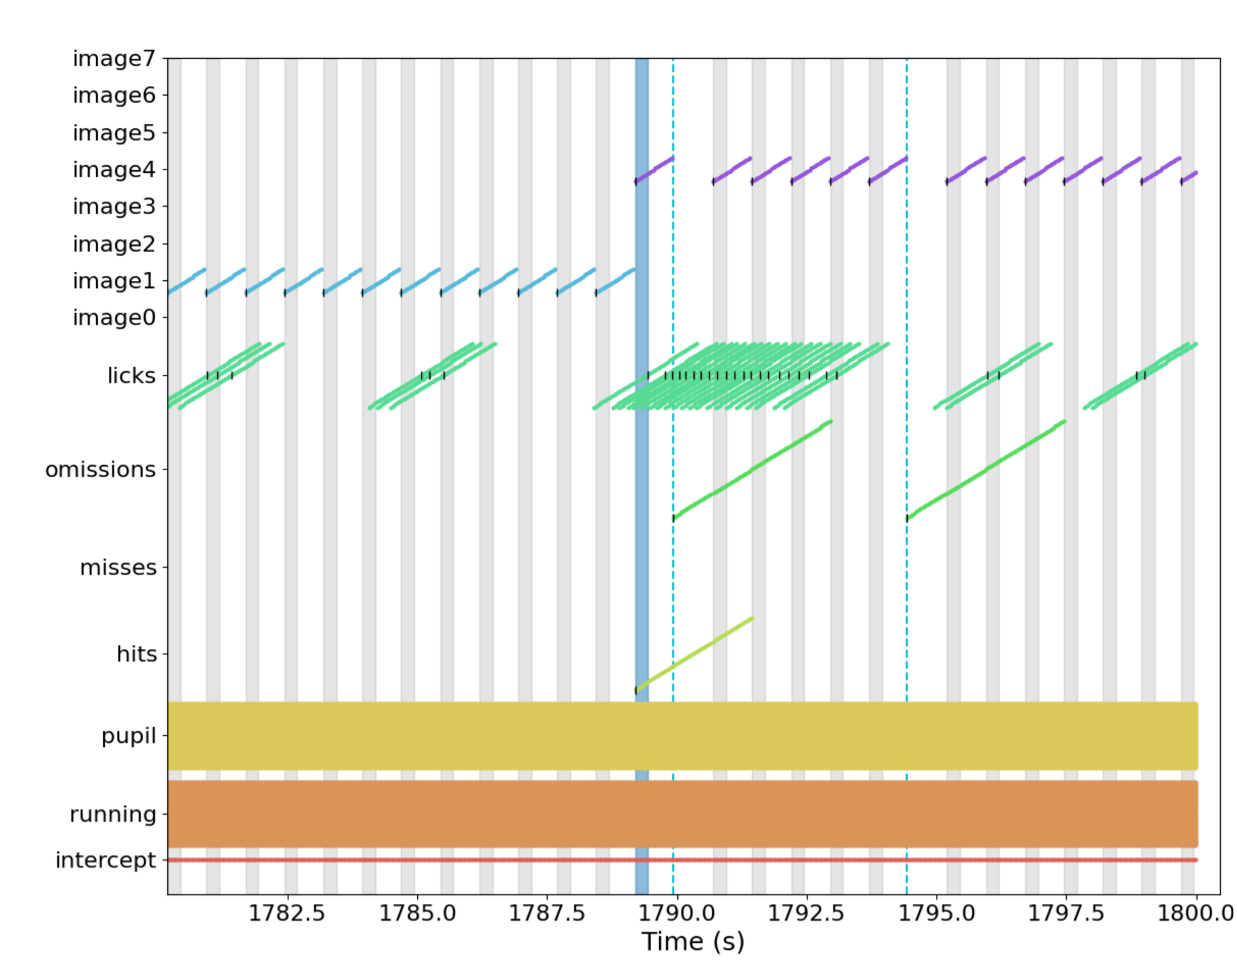 image7
image6
image5
image4
image3
image2
image1
image0
licks
omissions
misses
hits
pupil
running
intercept
1782.5 1785.0 1787.5 1790.0 1792.5 1795.0 1797.5 1800.0
Time (s)